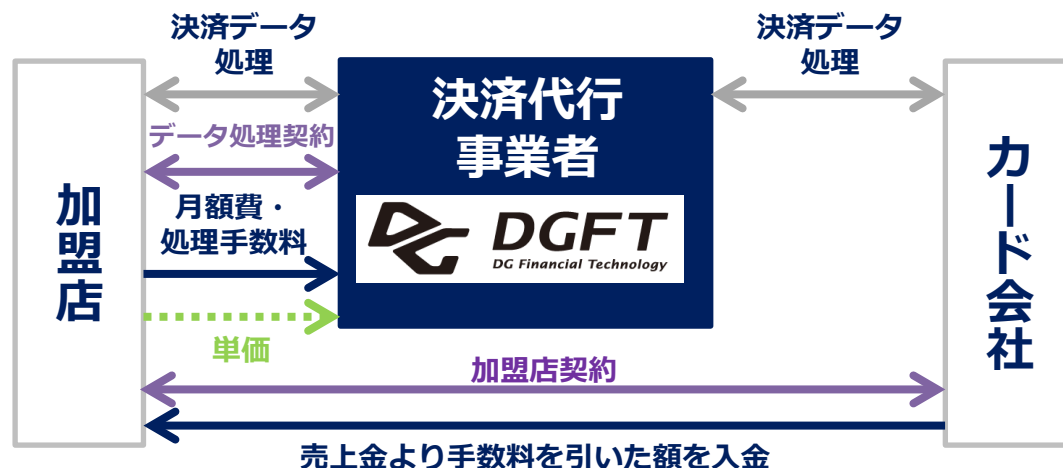 決済データ
処理
決済データ
処理
加盟店
データ処理契約
月額費・
処理手数料
単価
決済代行
事業者
DGFT
DG Financial Technology
カード会社
加盟店契約
売上金より手数料を引いた額を入金